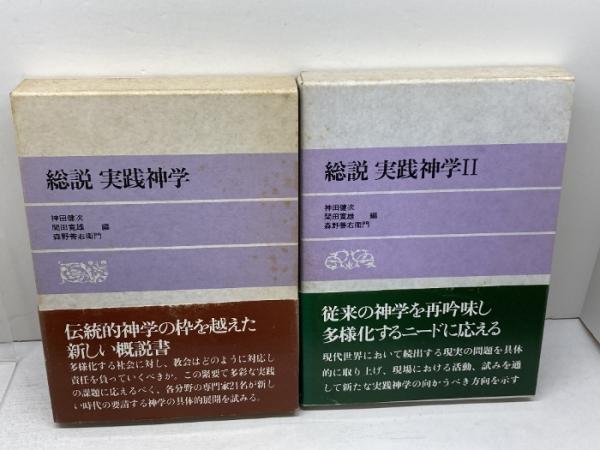 総説 実践神学
神田健次
関田寛雄 編
森野善右衛門
伝統的神学の枠を越えた
新しい概説書
多様化する社会に対し、教会はどのように対応し
責任を負っていくべきか。この緊要で多彩な実践
の課題に応えるべく、各分野の専門家21名が新し
い時代の要請する神学の具体的展開を試みる。
総説 実践神学II
神田健次
関田寛雄 編
森野善右衛門
従来の神学を再吟味し
多様化するニードに応える
現代世界において続出する現実の問題を具体
的に取り上げ、現場における活動、試みを通
して新たな実践神学の向かうべき方向を示す